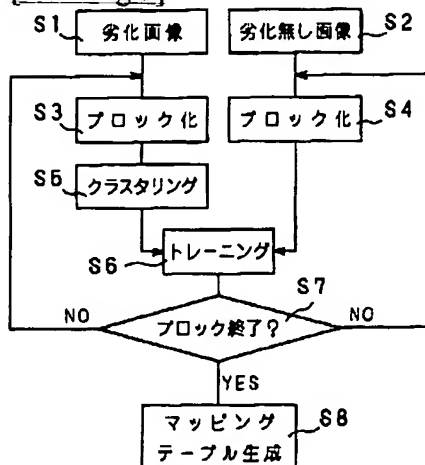 S1
劣化画像
劣化無し画像
S2
S3
ブロック化
ブロック化
S4
S5
クラスタリング
S6
トレーニング
S7
NO
ブロック終了?
NO
YES
マッピング
テーブル生成
S8